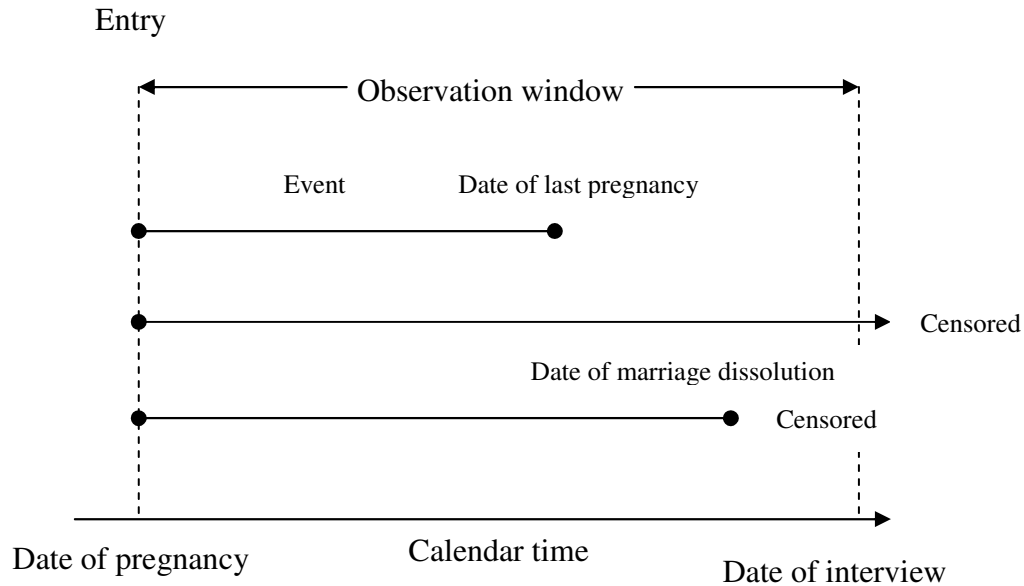 Entry
Observation window
Event
Date of last pregnancy
Censored
Date of marriage dissolution
Censored
Date of pregnancy
Calendar time
Date of interview